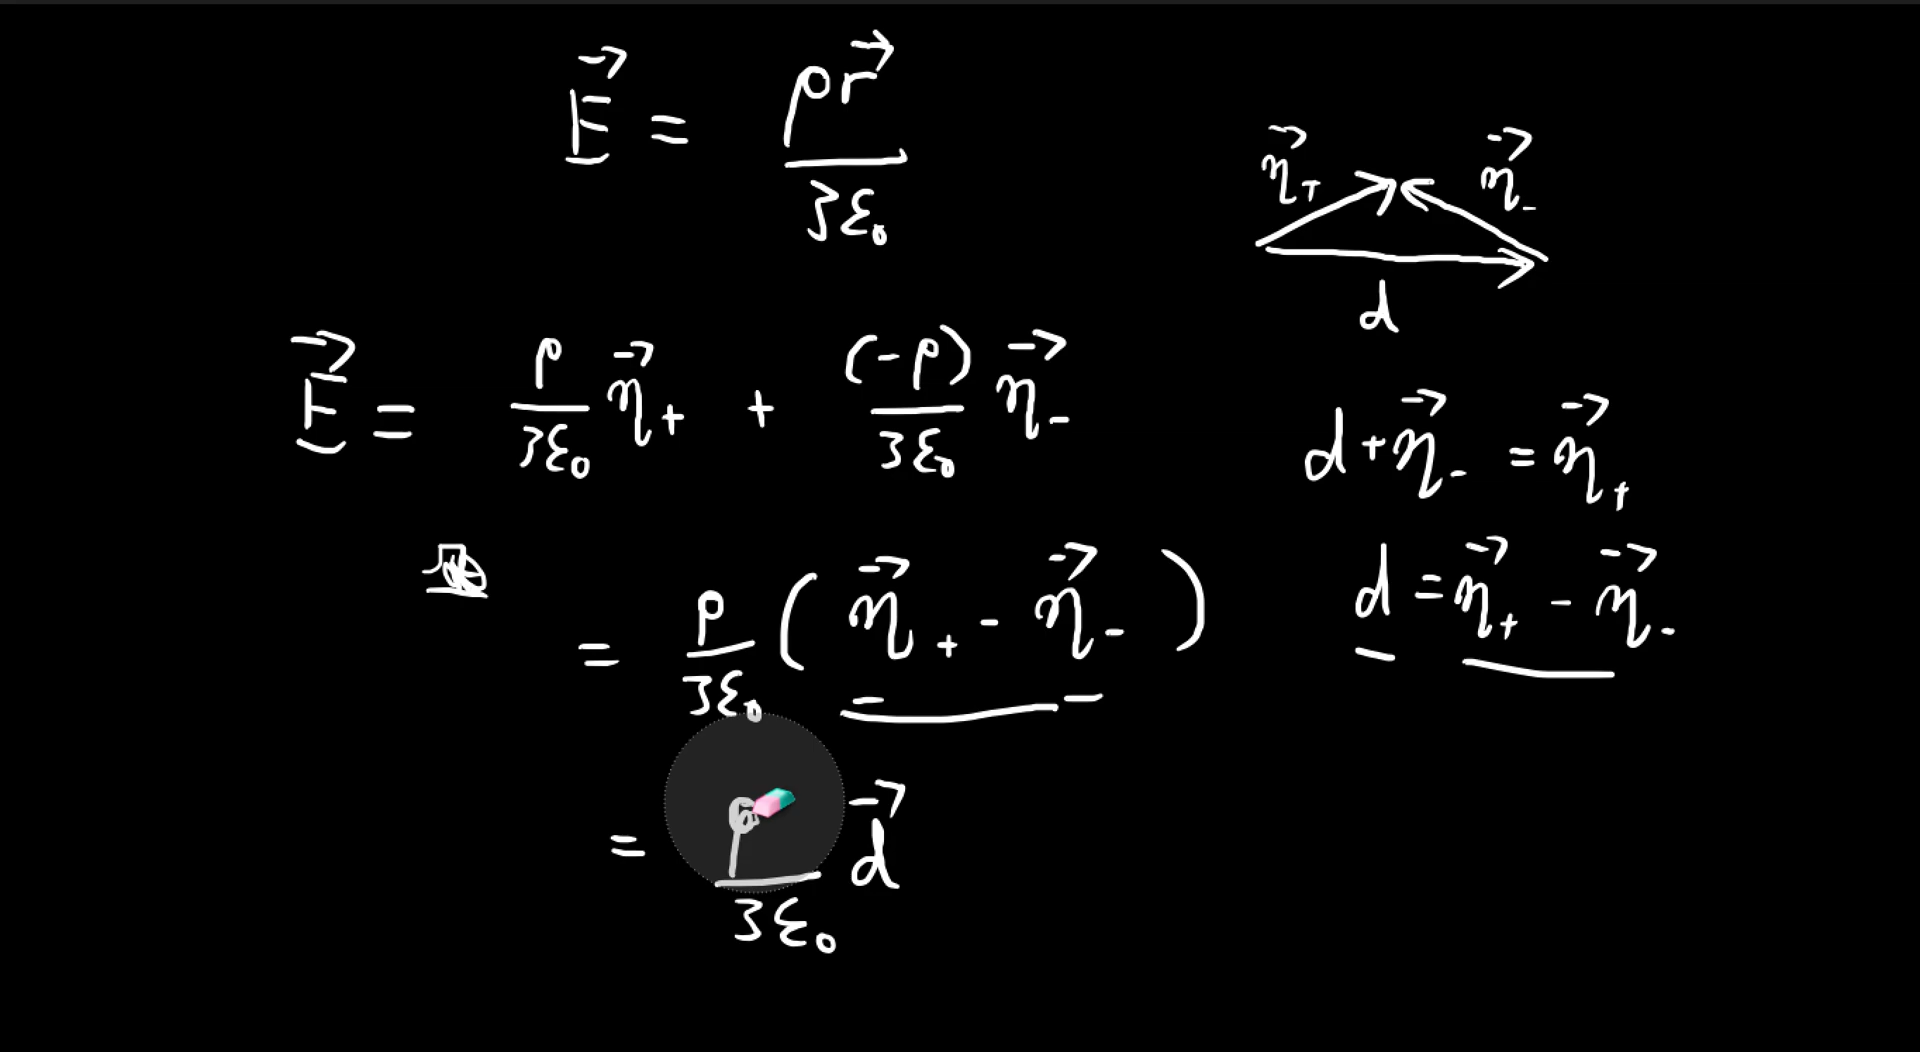 E⃗ = ρr⃗ / 3ε₀
η⃗₊ η⃗₋
d
E⃗ = ρ/3ε₀ η⃗₊ + (-ρ)/3ε₀ η⃗₋
d + η⃗₋ = η⃗₊
= ρ/3ε₀ ( η⃗₊ - η⃗₋ )
d = η⃗₊ - η⃗₋
= ρ/3ε₀ d⃗